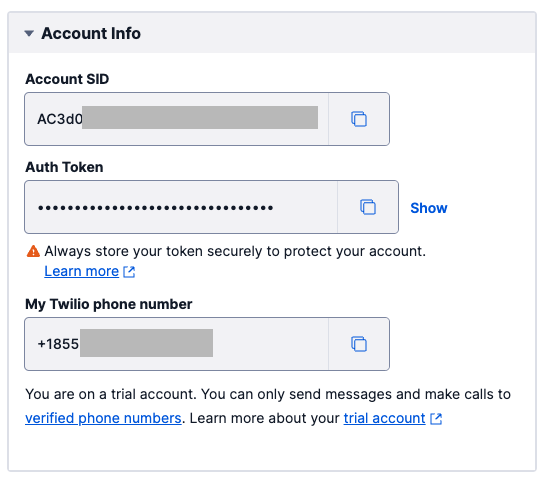 Account Info
Account SID
AC3d0
Auth Token
••••••••••••••••••••••••••••••••
Show
Always store your token securely to protect your account.
Learn more
My Twilio phone number
+1855
You are on a trial account. You can only send messages and make calls to
verified phone numbers. Learn more about your trial account